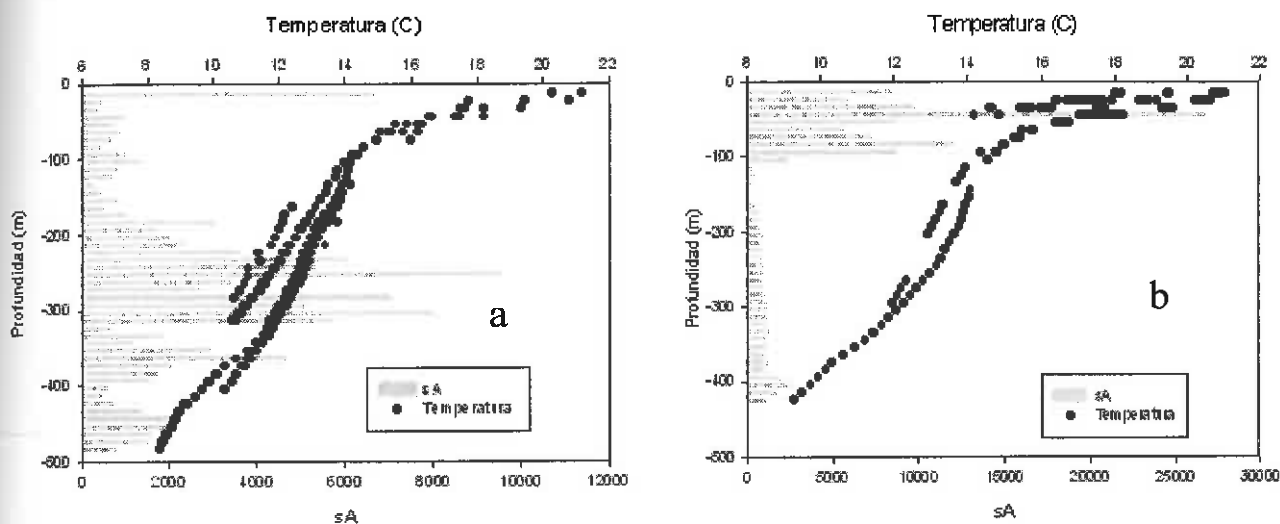 Temperatura (C)
6 8 10 12 14 16 18 20 22
0
-100
-200
-300
-400
-500
Profundidad (m)
a
sA
Temperatura
0 2000 4000 6000 8000 10000 12000
sA
Temperatura (C)
8 10 12 14 16 18 20 22
0
-100
-200
-300
-400
-500
Profundidad (m)
b
sA
Temperatura
0 5000 10000 15000 20000 25000 30000
sA